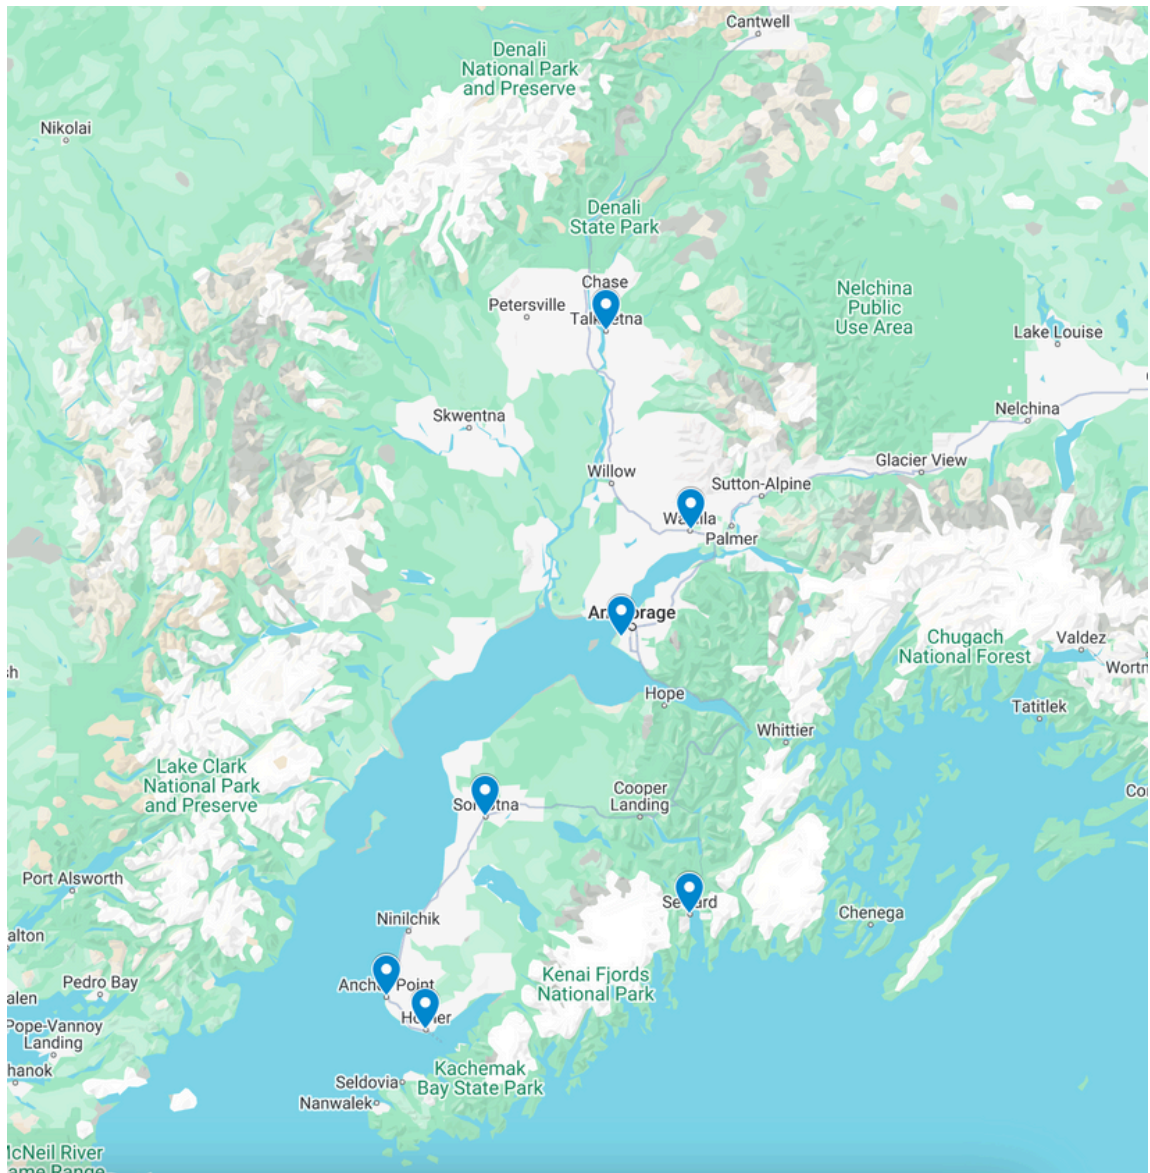 Cantwell
Denali
National Park
and Preserve
Nikolai
Denali
State Park
Chase
Petersville
Nelchina
Public
Use Area
Lake Louise
Skwentna
Nelchina
Willow
Glacier View
Sutton-Alpine
Palmer
Chugach
National Forest
Valdez
Hope
Tatitlek
Whittier
Lake Clark
National Park
and Preserve
Cooper
Landing
Port Alsworth
Chenega
Ninilchik
Kenai Fjords
National Park
Pedro Bay
Point
Pope-Vannoy
Landing
Kachemak
Bay State Park
Seldovia
Nanwalek
McNeil River